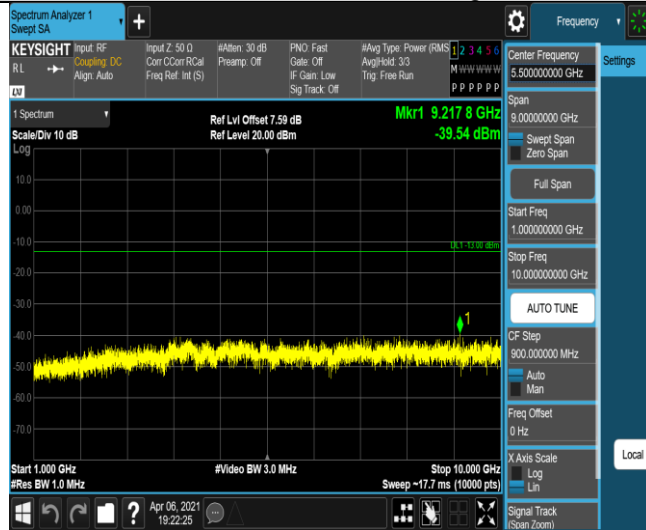 Spectrum Analyzer 1
Swept SA
+
Frequency
KEYSIGHT
RL
LXI
Input: RF
Coupling: DC
Align: Auto
Input Z: 50 Ω
Corr CCorr RCal
Freq Ref: Int (S)
#Atten: 30 dB
Preamp: Off
PNO: Fast
Gate: Off
IF Gain: Low
Sig Track: Off
#Avg Type: Power (RMS
Avg|Hold: 3/3
Trig: Free Run
1 2 3 4 5 6
M W W W W W
P P P P P P
1 Spectrum
Scale/Div 10 dB
Ref Lvl Offset 7.59 dB
Ref Level 20.00 dBm
Mkr1 9.217 8 GHz
-39.54 dBm
Log
10.0
0.00
-10.0
DL1 -13.00 dBm
-20.0
-30.0
-40.0
-50.0
-60.0
-70.0
1
Start 1.000 GHz
#Res BW 1.0 MHz
#Video BW 3.0 MHz
Stop 10.000 GHz
Sweep ~17.7 ms (10000 pts)
Apr 06, 2021
19:22:25
?
Center Frequency
5.500000000 GHz
Span
9.00000000 GHz
Swept Span
Zero Span
Full Span
Start Freq
1.000000000 GHz
Stop Freq
10.000000000 GHz
AUTO TUNE
CF Step
900.000000 MHz
Auto
Man
Freq Offset
0 Hz
X Axis Scale
Log
Lin
Signal Track
(Span Zoom)
Settings
Local